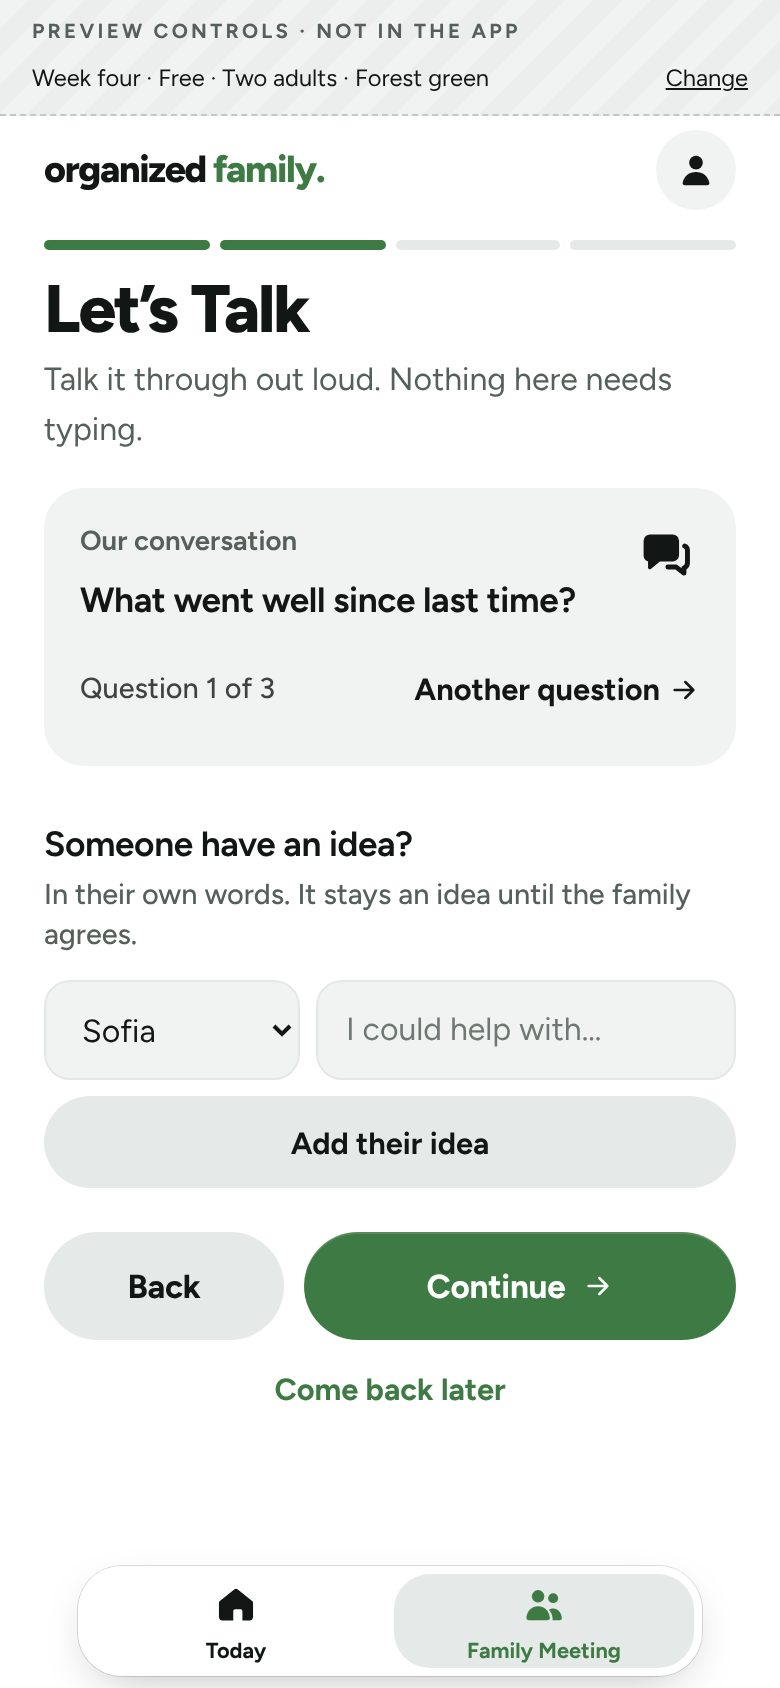 PREVIEW CONTROLS · NOT IN THE APP
Week four · Free · Two adults · Forest green
Change
organized family.
Let’s Talk
Talk it through out loud. Nothing here needs
typing.
Our conversation
What went well since last time?
Question 1 of 3
Another question →
Someone have an idea?
In their own words. It stays an idea until the family
agrees.
Sofia
I could help with...
Add their idea
Back
Continue →
Come back later
Today
Family Meeting